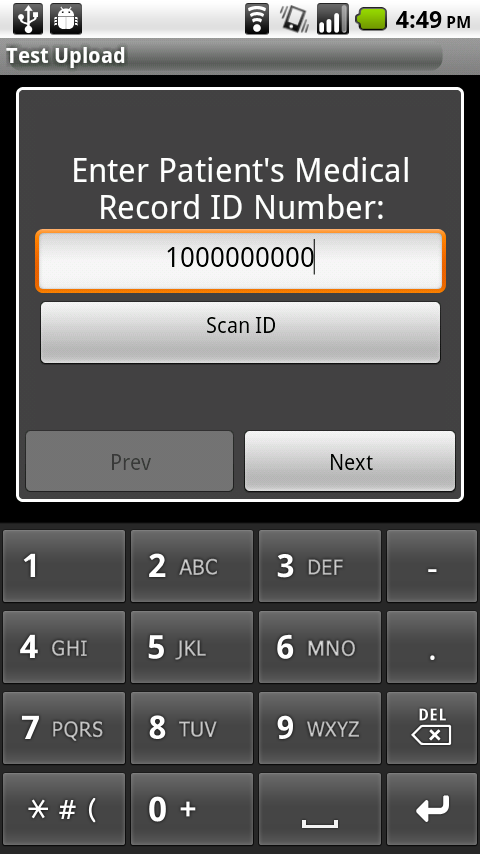 4:49 PM
Test Upload
Enter Patient's Medical
Record ID Number:
1000000000
Scan ID
Prev
Next
1
2 ABC
3 DEF
-
4 GHI
5 JKL
6 MNO
.
7 PQRS
8 TUV
9 WXYZ
DEL
* # (
0 +